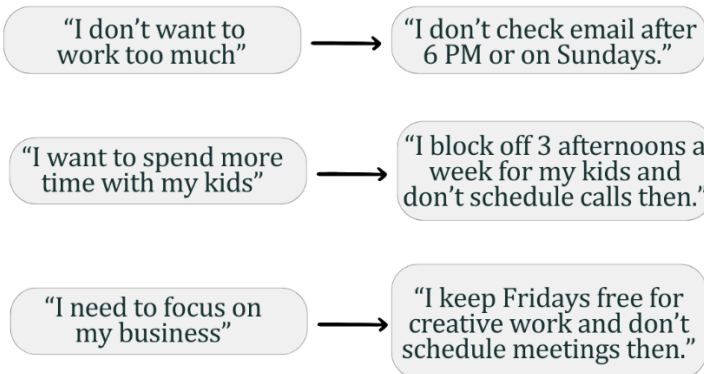 “I don’t want to
work too much”
“I don’t check email after
6 PM or on Sundays.”
“I want to spend more
time with my kids”
“I block off 3 afternoons a
week for my kids and
don’t schedule calls then.”
“I need to focus on
my business”
“I keep Fridays free for
creative work and don’t
schedule meetings then.”